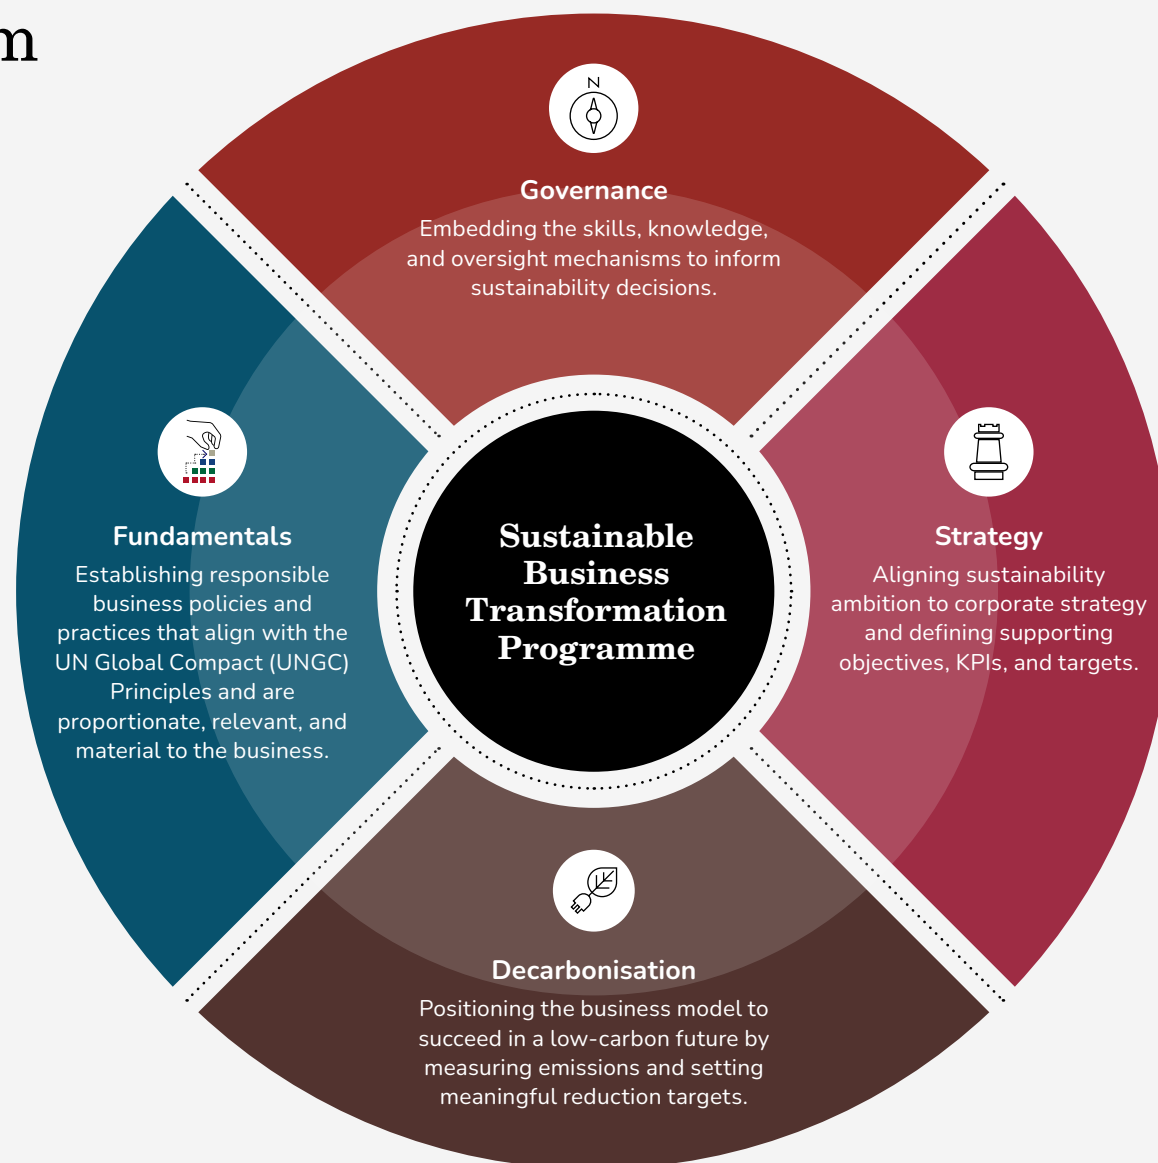 m
N
Governance
Embedding the skills, knowledge,
and oversight mechanisms to inform
sustainability decisions.
Fundamentals
Establishing responsible
business policies and
practices that align with the
UN Global Compact (UNGC)
Principles and are
proportionate, relevant, and
material to the business.
Sustainable
Business
Transformation
Programme
Strategy
Aligning sustainability
ambition to corporate strategy
and defining supporting
objectives, KPIs, and targets.
Decarbonisation
Positioning the business model to
succeed in a low-carbon future by
measuring emissions and setting
meaningful reduction targets.